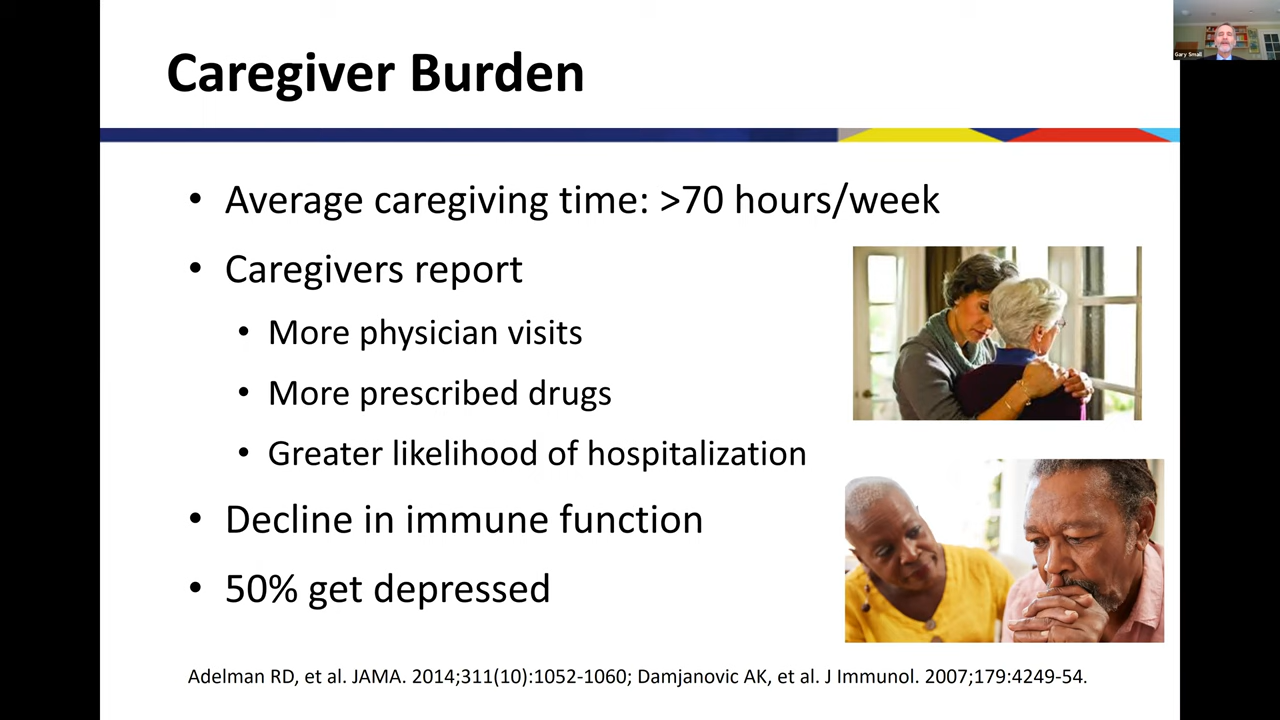 Caregiver Burden
Gary Small
• Average caregiving time: >70 hours/week
• Caregivers report
• More physician visits
• More prescribed drugs
• Greater likelihood of hospitalization
• Decline in immune function
• 50% get depressed
Adelman RD, et al. JAMA. 2014;311(10):1052-1060; Damjanovic AK, et al. J Immunol. 2007;179:4249-54.